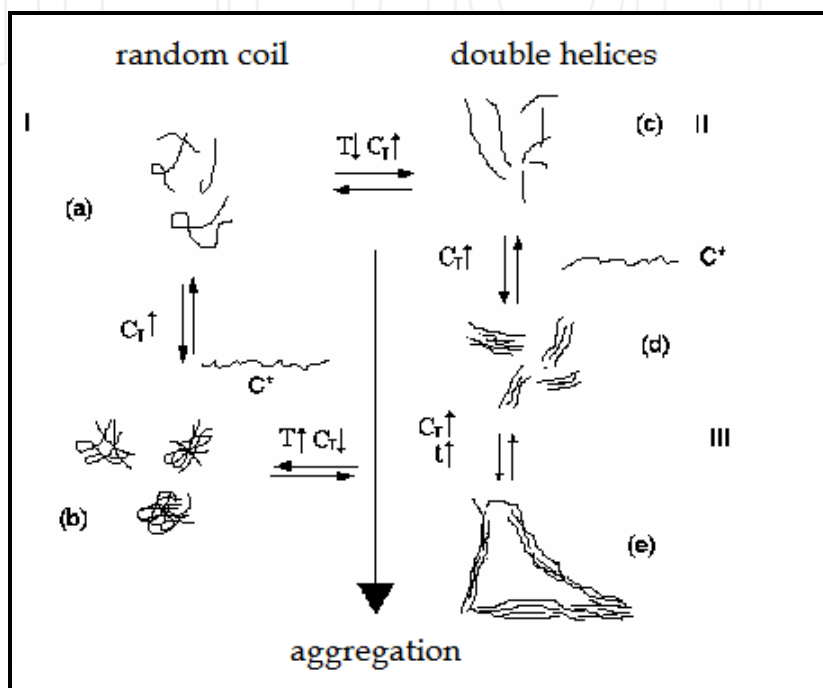 random coil
double helices
I
(c) II
T↓ C_T↑
(a)
C_T↑
C⁺
C_T↑
C⁺
(d)
T↑ C_T↓
C_T↑
t↑
III
(b)
(e)
aggregation